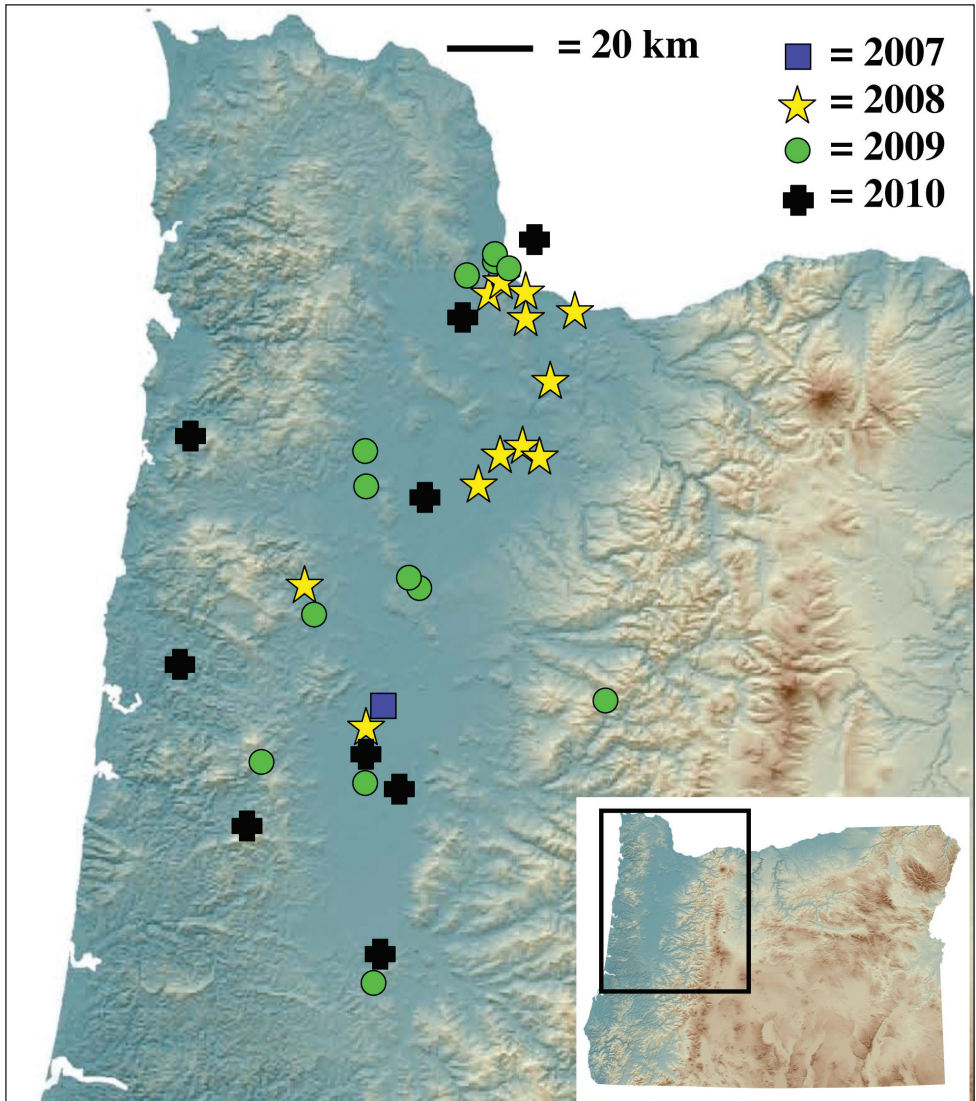 = 20 km
= 2007
= 2008
= 2009
= 2010